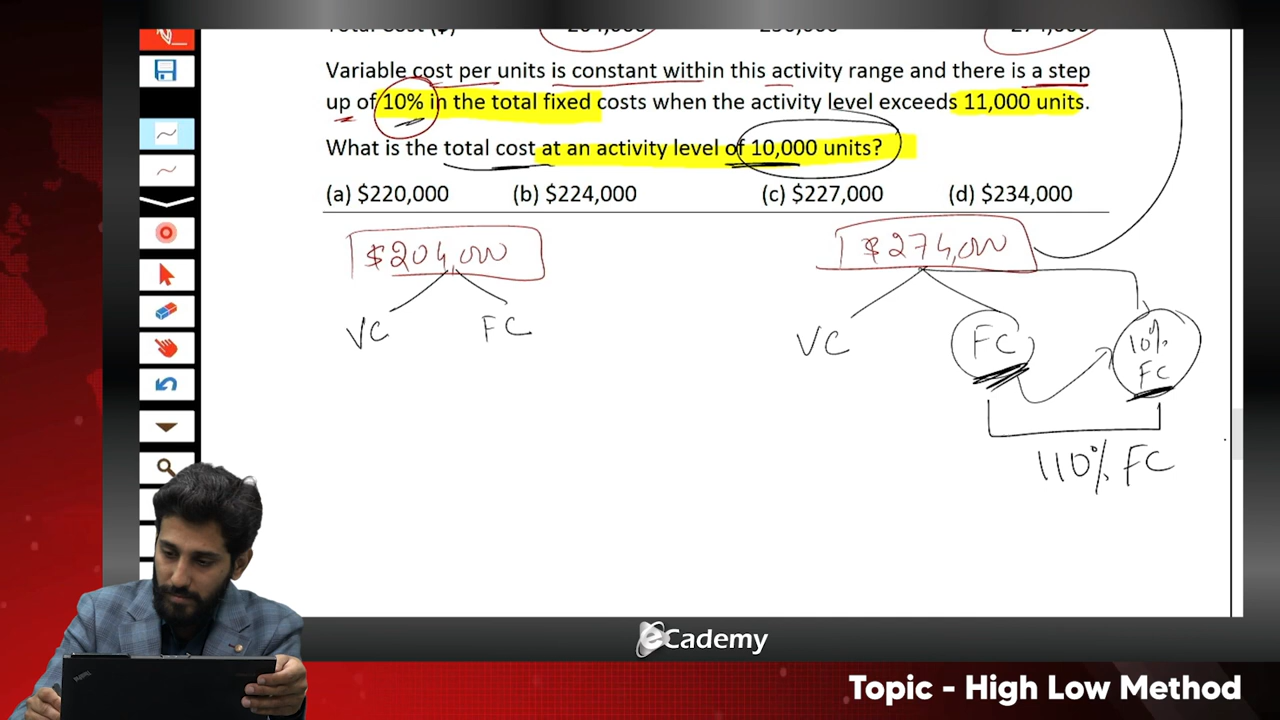 Variable cost per units is constant within this activity range and there is a step
up of 10% in the total fixed costs when the activity level exceeds 11,000 units.
What is the total cost at an activity level of 10,000 units?
(a) $220,000 (b) $224,000 (c) $227,000 (d) $234,000
$204,000 $274,000
VC FC VC FC 10% FC
110% FC
eCademy
Topic - High Low Method